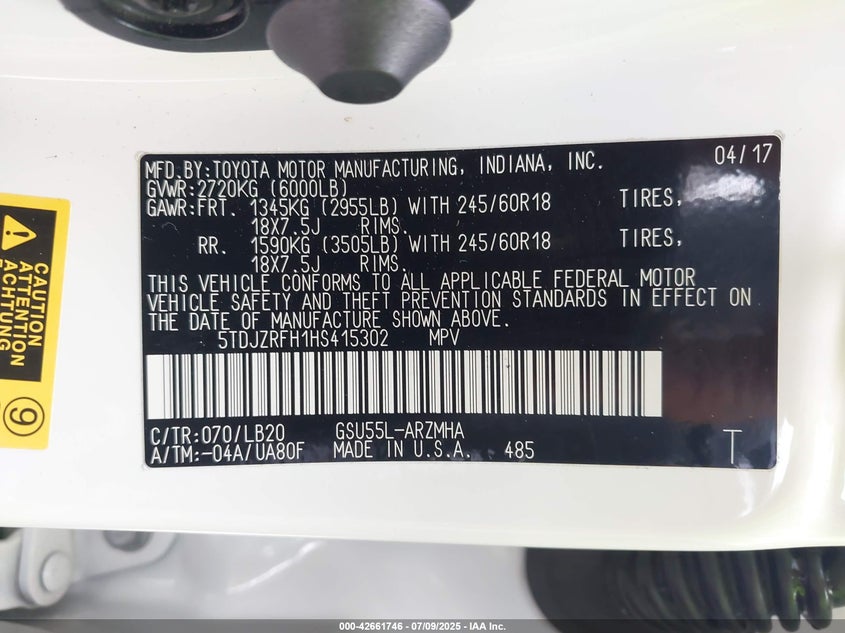 MFD.BY:TOYOTA MOTOR MANUFACTURING, INDIANA, INC. 04/17
GVWR:2720KG (6000LB)
GAWR:FRT. 1345KG (2955LB) WITH 245/60R18 TIRES,
18X7.5J RIMS.
RR. 1590KG (3505LB) WITH 245/60R18 TIRES,
18X7.5J RIMS.
THIS VEHICLE CONFORMS TO ALL APPLICABLE FEDERAL MOTOR
VEHICLE SAFETY AND THEFT PREVENTION STANDARDS IN EFFECT ON
THE DATE OF MANUFACTURE SHOWN ABOVE.
5TDJZRFH1HS415302 MPV
C/TR:070/LB20 GSU55L-ARZMHA
A/TM:-04A/UA80F MADE IN U.S.A. 485 T
CAUTION
ATTENTION
ACHTUNG
9
000-42661746 - 07/09/2025 - IAA Inc.